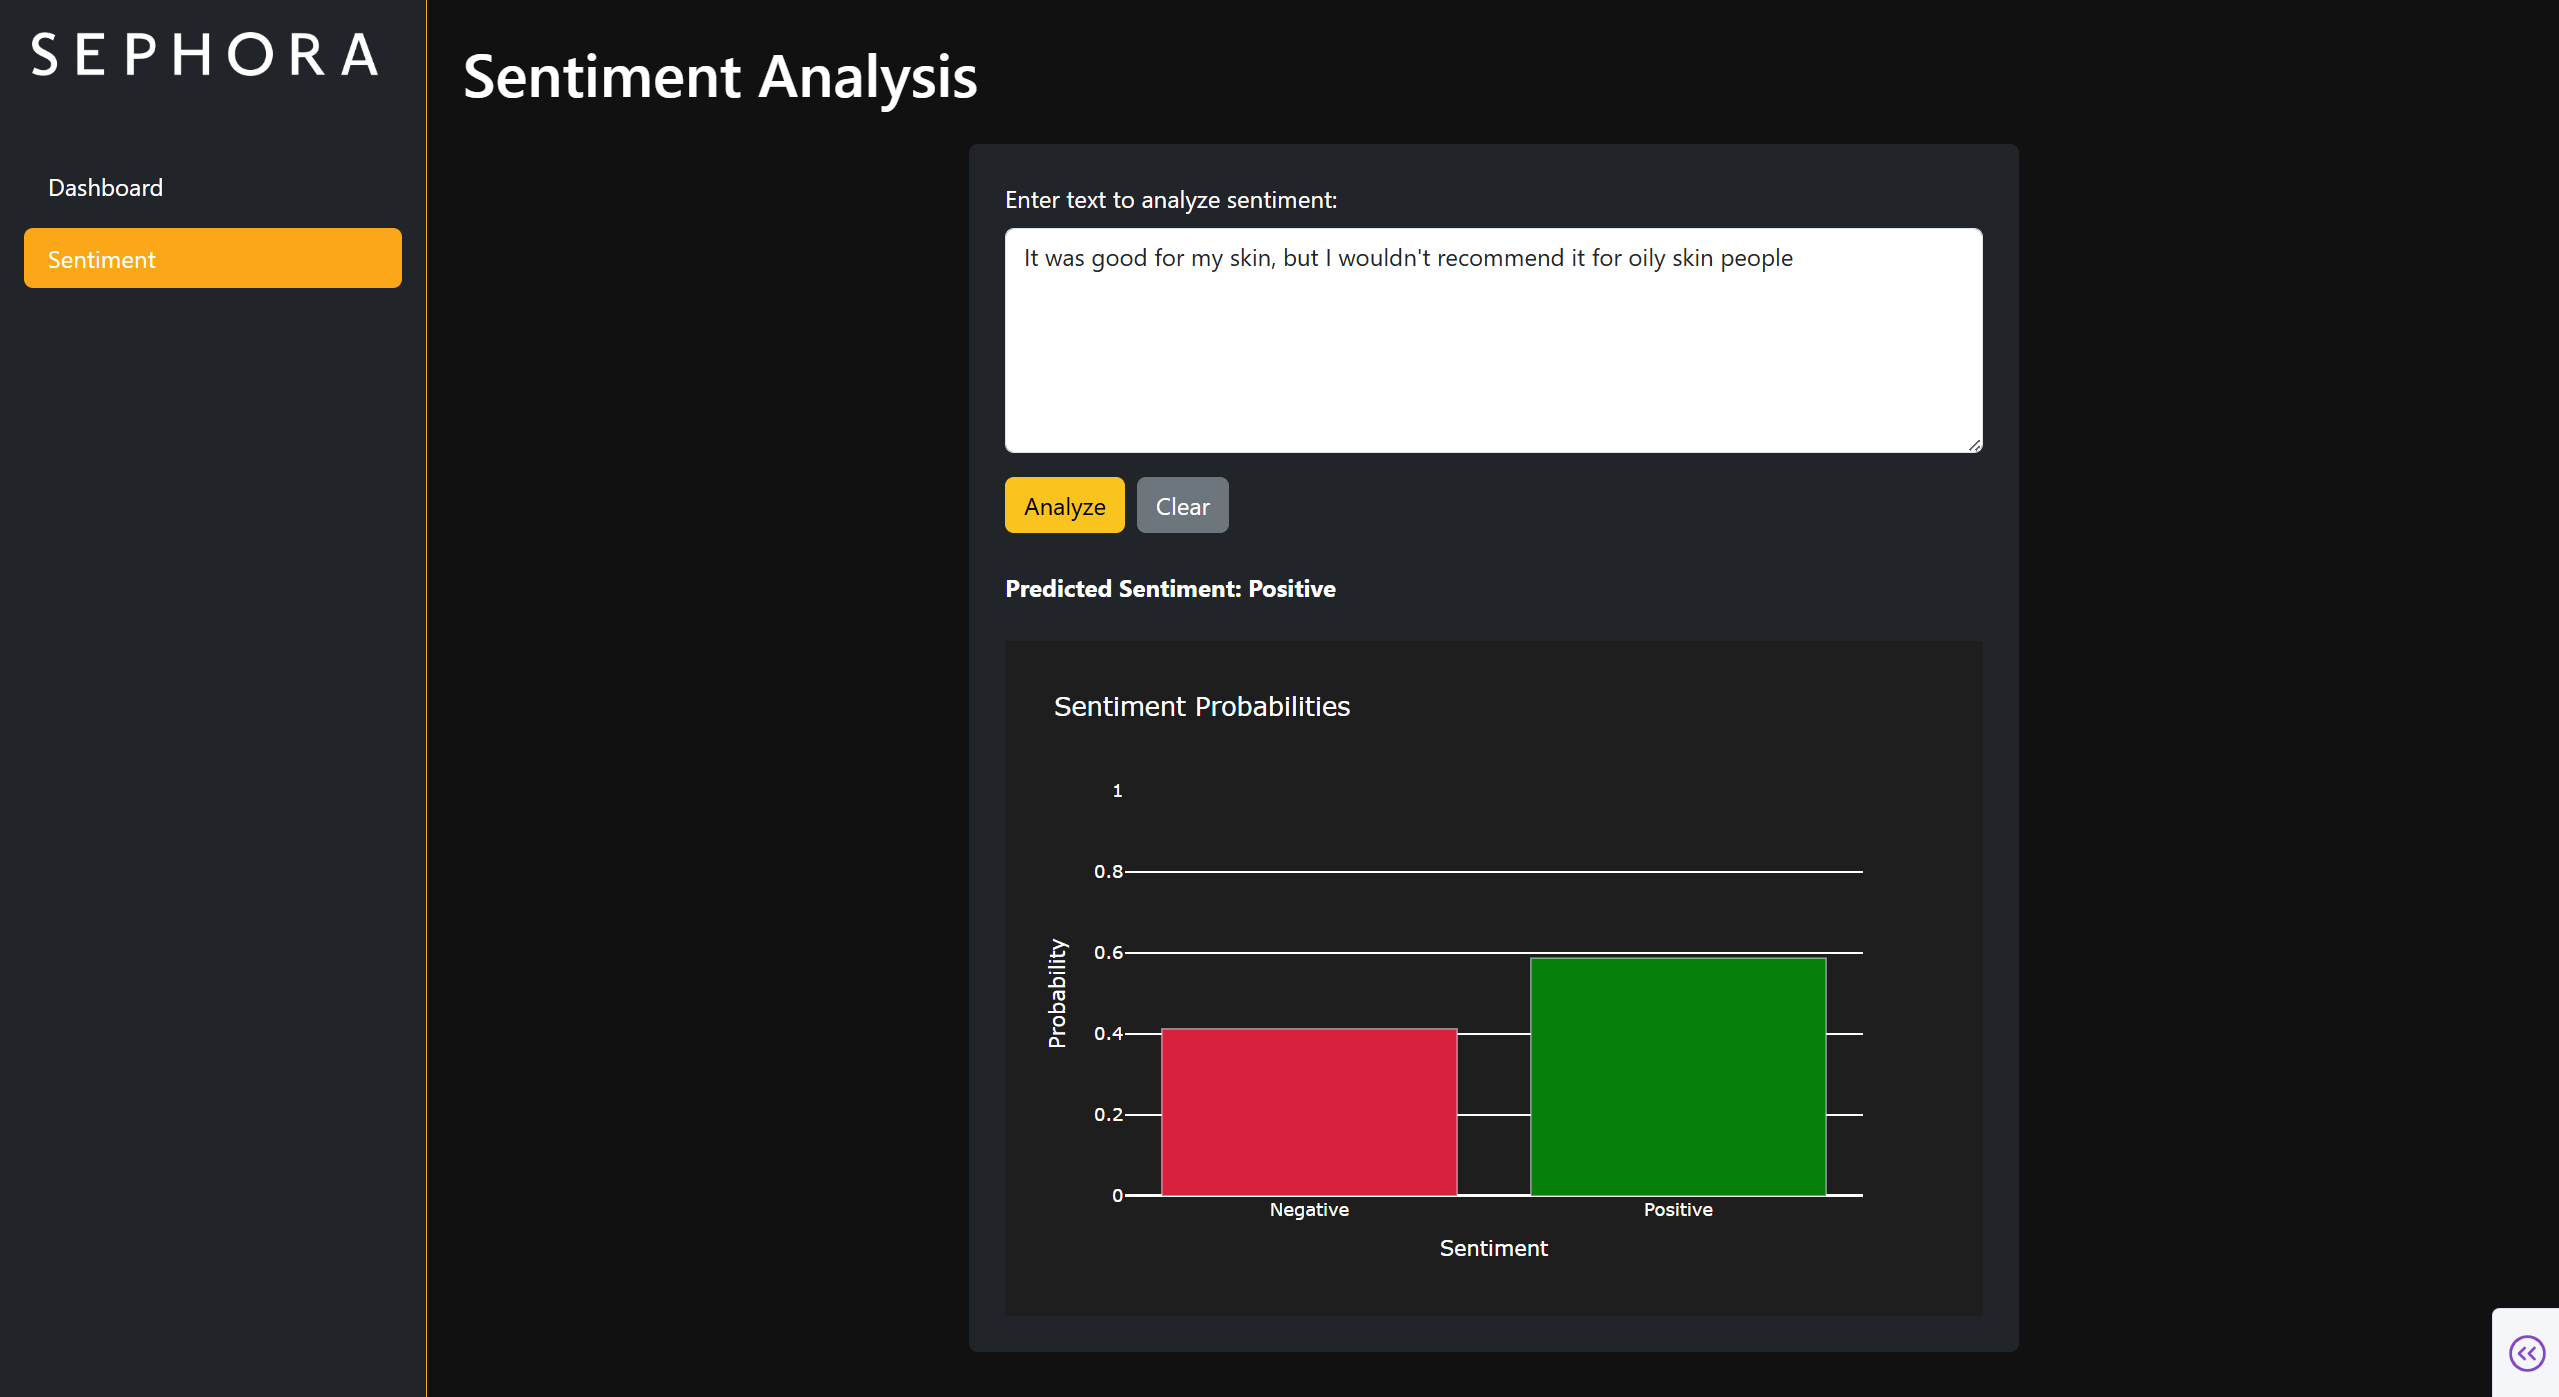 SEPHORA
Dashboard
Sentiment
Sentiment Analysis
Enter text to analyze sentiment:
It was good for my skin, but I wouldn't recommend it for oily skin people
Analyze
Clear
Predicted Sentiment: Positive
Sentiment Probabilities
1
0.8
0.6
0.4
0.2
0
Probability
Negative
Positive
Sentiment